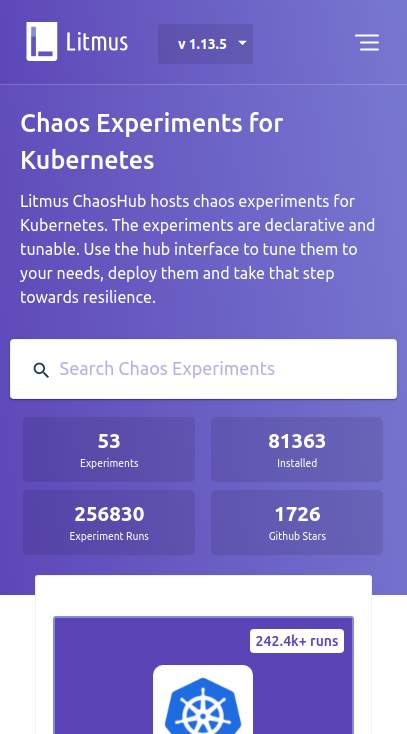 Litmus
v 1.13.5
Chaos Experiments for
Kubernetes
Litmus ChaosHub hosts chaos experiments for
Kubernetes. The experiments are declarative and
tunable. Use the hub interface to tune them to
your needs, deploy them and take that step
towards resilience.
Search Chaos Experiments
53
Experiments
81363
Installed
256830
Experiment Runs
1726
Github Stars
242.4k+ runs